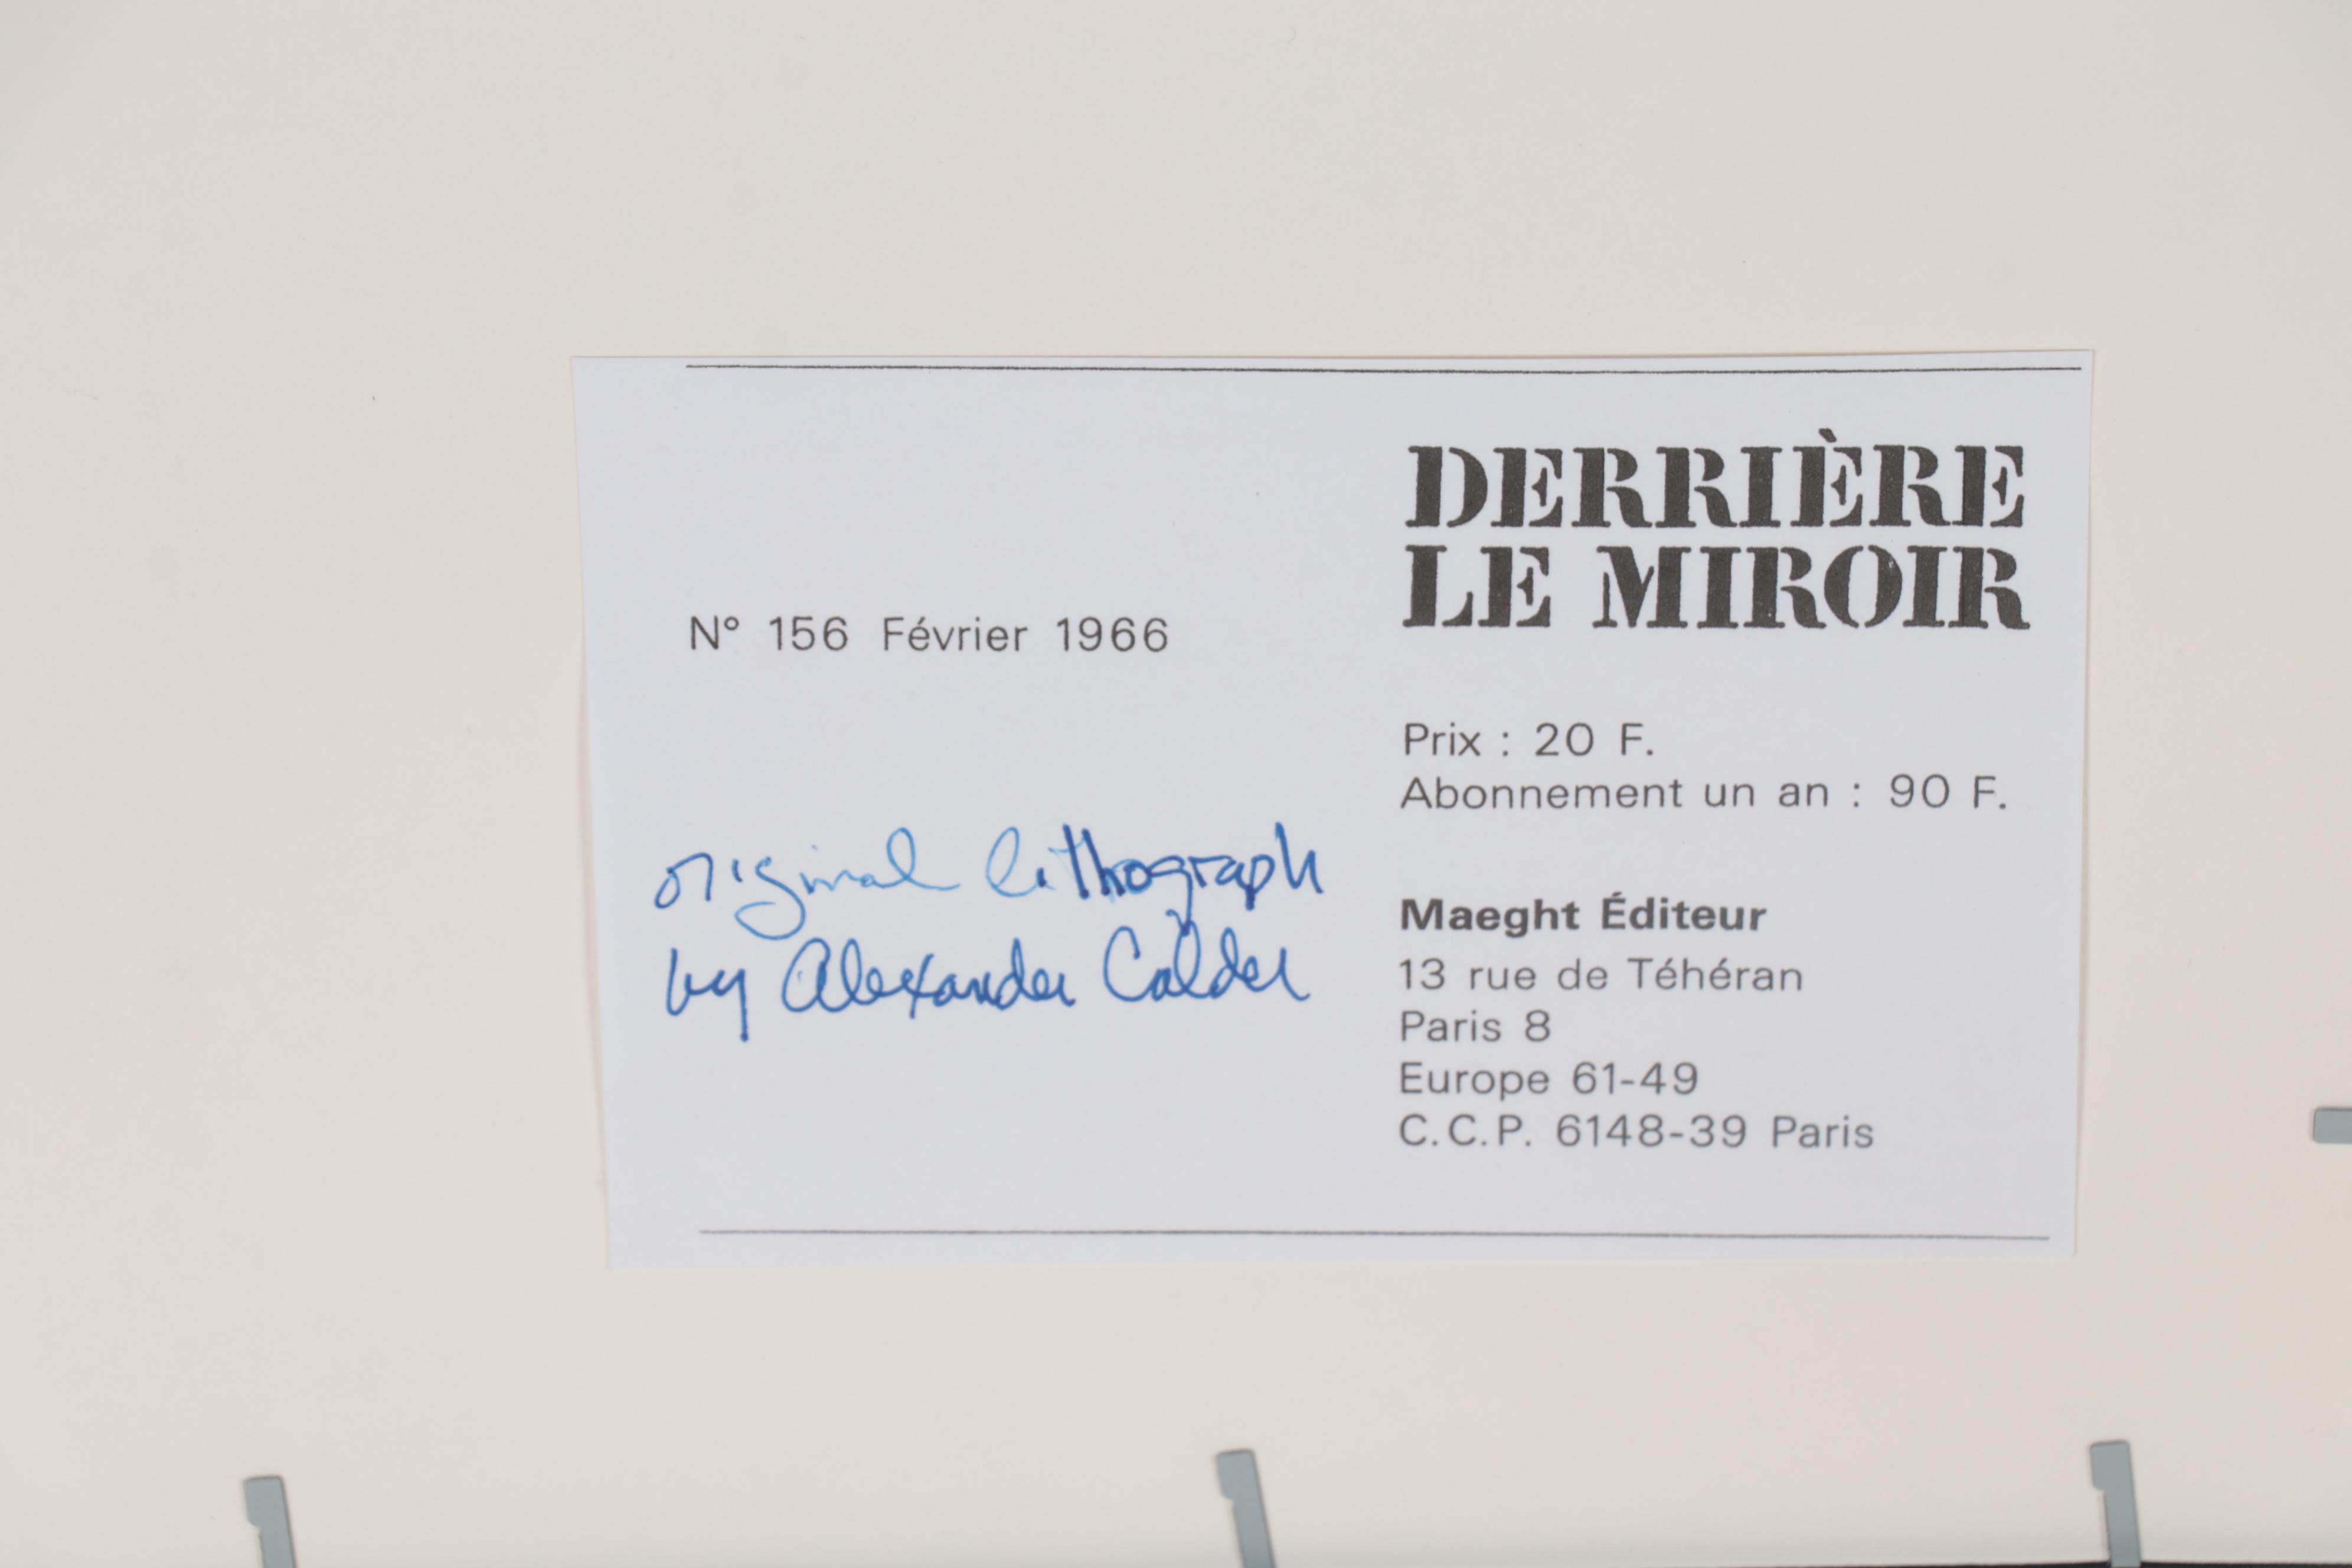 DERRIÈRE
LE MIROIR
N° 156 Février 1966
Prix : 20 F.
Abonnement un an : 90 F.
original lithograph
by Alexander Calder
Maeght Éditeur
13 rue de Téhéran
Paris 8
Europe 61-49
C.C.P. 6148-39 Paris